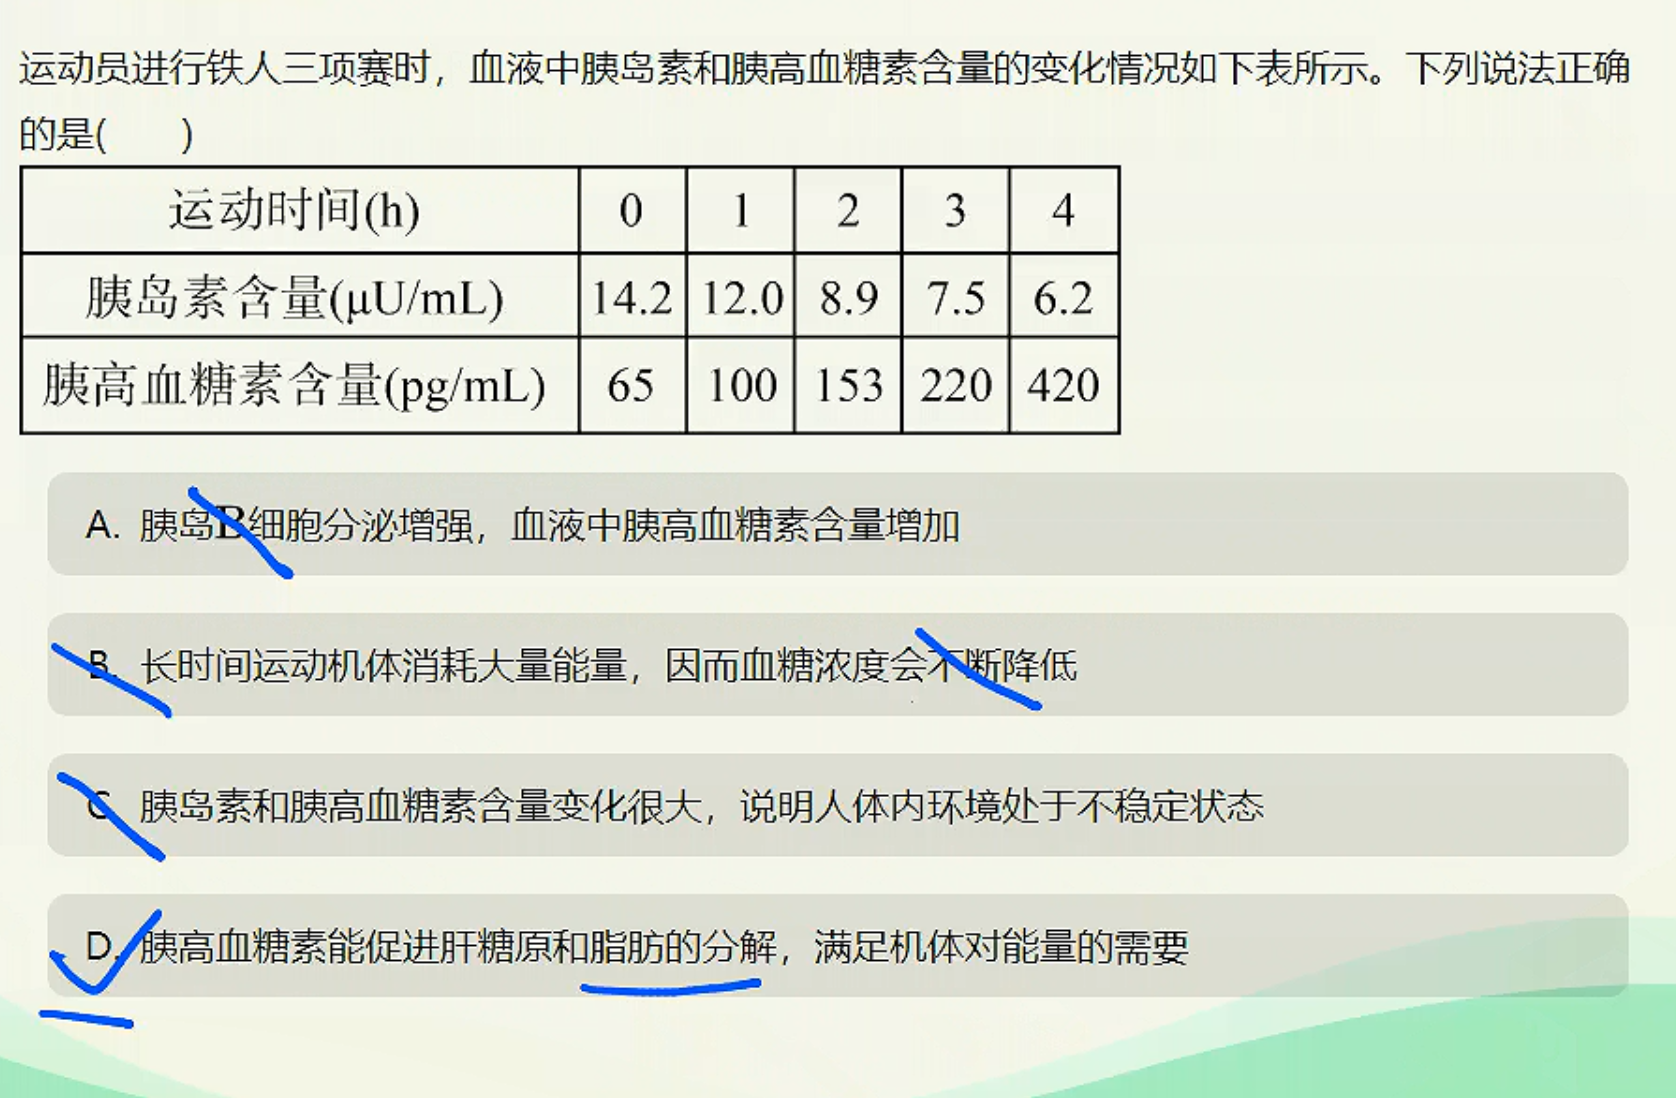 运动员进行铁人三项赛时，血液中胰岛素和胰高血糖素含量的变化情况如下表所示。下列说法正确
的是(　　)
运动时间(h) 0 1 2 3 4
胰岛素含量(μU/mL) 14.2 12.0 8.9 7.5 6.2
胰高血糖素含量(pg/mL) 65 100 153 220 420
A. 胰岛B细胞分泌增强，血液中胰高血糖素含量增加
B. 长时间运动机体消耗大量能量，因而血糖浓度会不断降低
C. 胰岛素和胰高血糖素含量变化很大，说明人体内环境处于不稳定状态
D. 胰高血糖素能促进肝糖原和脂肪的分解，满足机体对能量的需要